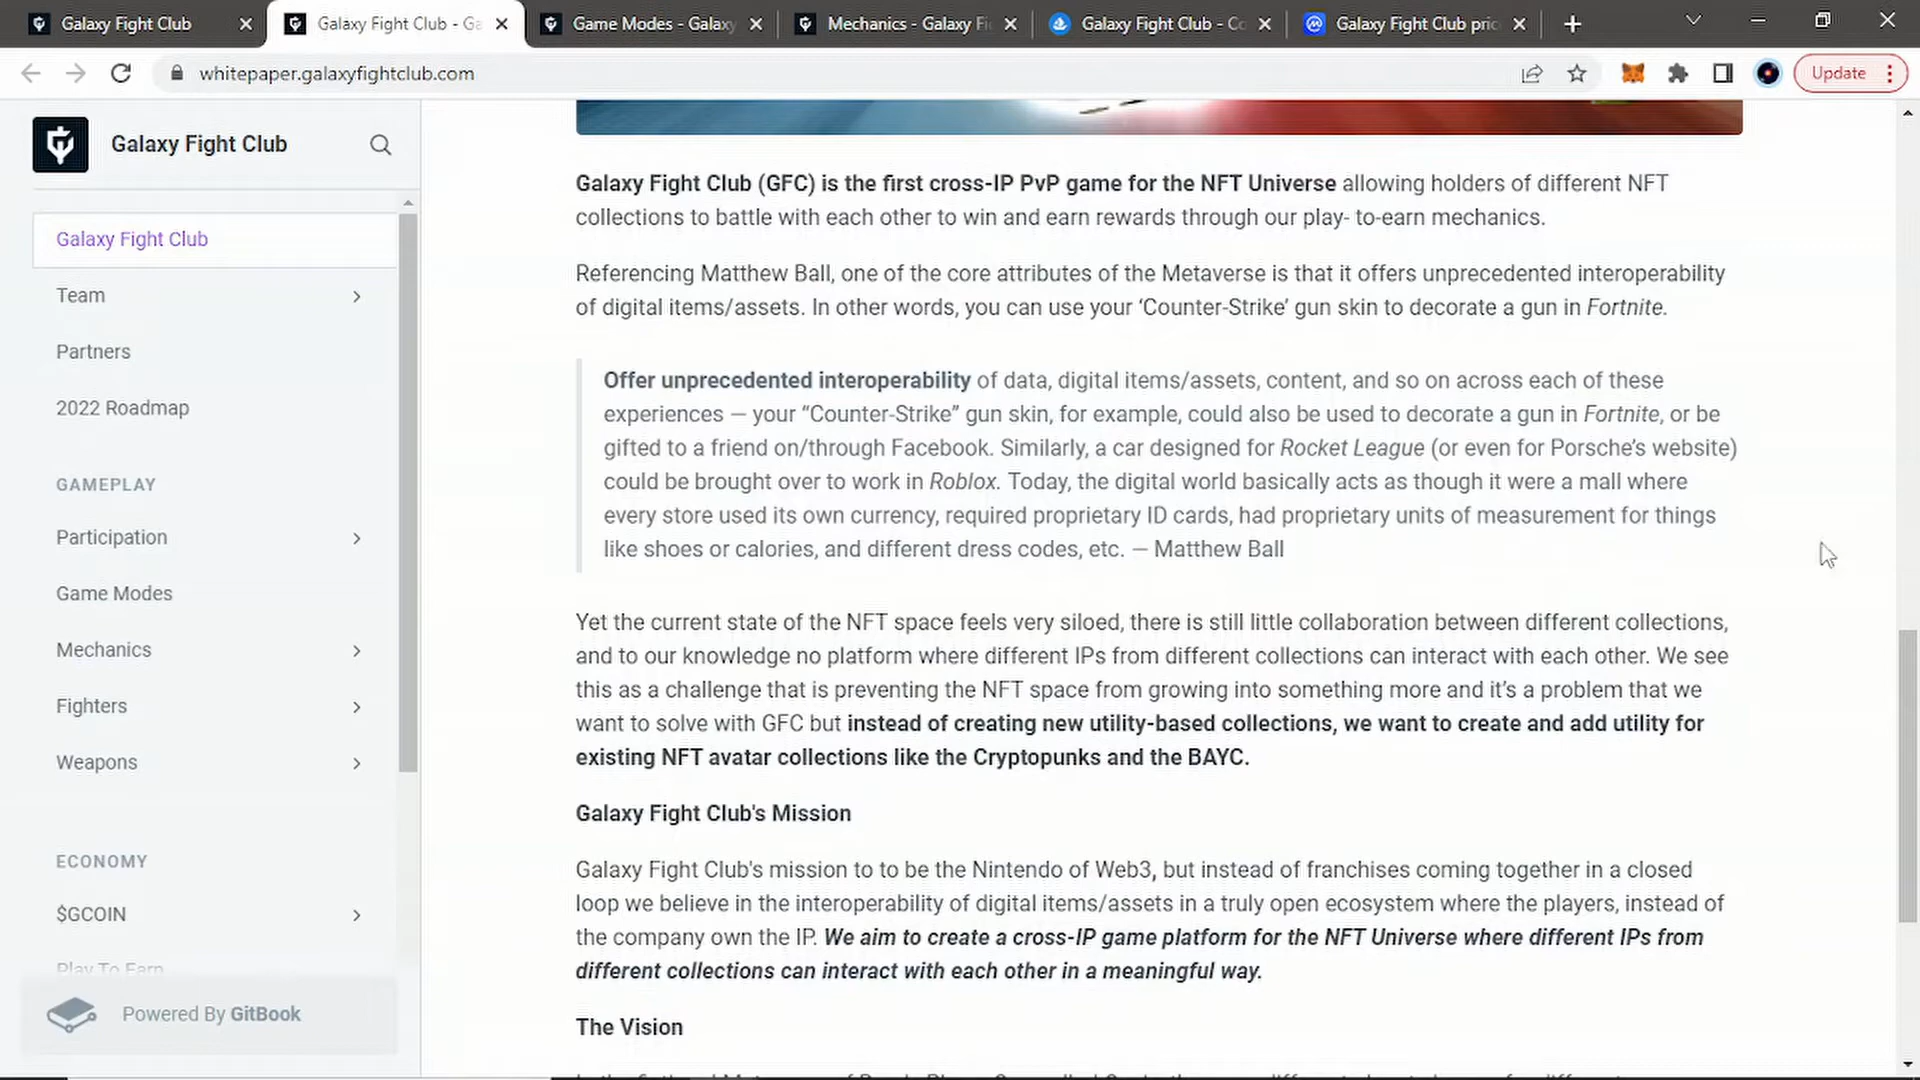 Galaxy Fight Club
Galaxy Fight Club - Ga
Game Modes - Galaxy
Mechanics - Galaxy Fi
Galaxy Fight Club - Co
Galaxy Fight Club pric
whitepaper.galaxyfightclub.com
Update
Galaxy Fight Club
Galaxy Fight Club
Team
Partners
2022 Roadmap
GAMEPLAY
Participation
Game Modes
Mechanics
Fighters
Weapons
ECONOMY
$GCOIN
Play To Earn
Powered By GitBook
Galaxy Fight Club (GFC) is the first cross-IP PvP game for the NFT Universe allowing holders of different NFT
collections to battle with each other to win and earn rewards through our play- to-earn mechanics.
Referencing Matthew Ball, one of the core attributes of the Metaverse is that it offers unprecedented interoperability
of digital items/assets. In other words, you can use your ‘Counter-Strike’ gun skin to decorate a gun in Fortnite.
Offer unprecedented interoperability of data, digital items/assets, content, and so on across each of these
experiences — your “Counter-Strike” gun skin, for example, could also be used to decorate a gun in Fortnite, or be
gifted to a friend on/through Facebook. Similarly, a car designed for Rocket League (or even for Porsche’s website)
could be brought over to work in Roblox. Today, the digital world basically acts as though it were a mall where
every store used its own currency, required proprietary ID cards, had proprietary units of measurement for things
like shoes or calories, and different dress codes, etc. — Matthew Ball
Yet the current state of the NFT space feels very siloed, there is still little collaboration between different collections,
and to our knowledge no platform where different IPs from different collections can interact with each other. We see
this as a challenge that is preventing the NFT space from growing into something more and it’s a problem that we
want to solve with GFC but instead of creating new utility-based collections, we want to create and add utility for
existing NFT avatar collections like the Cryptopunks and the BAYC.
Galaxy Fight Club's Mission
Galaxy Fight Club's mission to to be the Nintendo of Web3, but instead of franchises coming together in a closed
loop we believe in the interoperability of digital items/assets in a truly open ecosystem where the players, instead of
the company own the IP. We aim to create a cross-IP game platform for the NFT Universe where different IPs from
different collections can interact with each other in a meaningful way.
The Vision